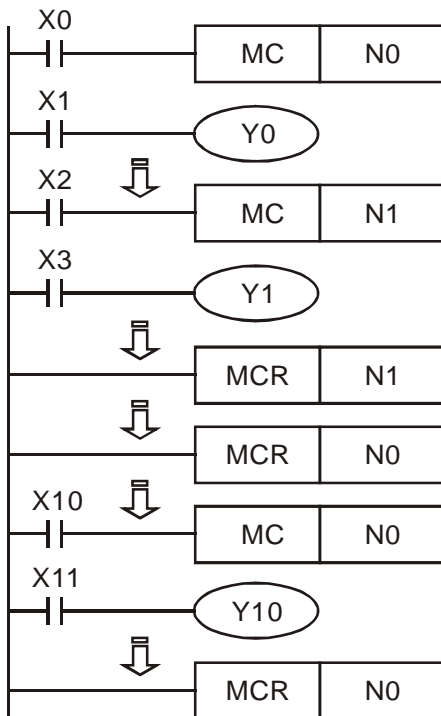 X0
MC N0
X1
Y0
X2
MC N1
X3
Y1
MCR N1
MCR N0
X10
MC N0
X11
Y10
MCR N0